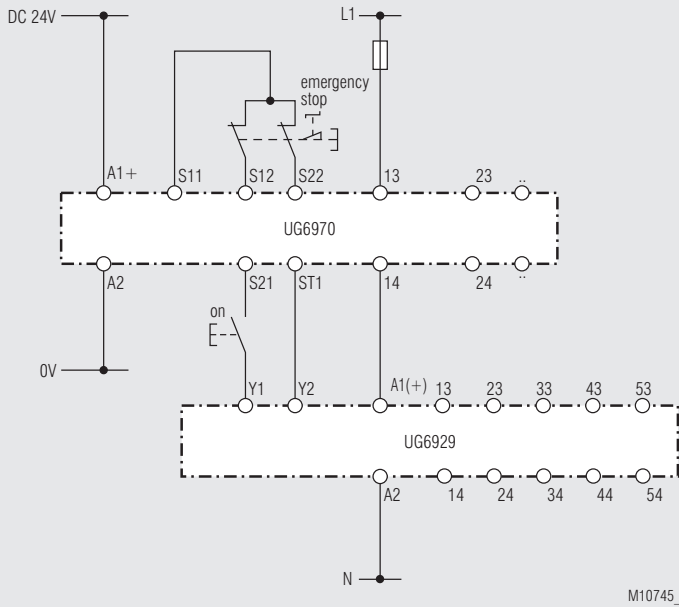 DC 24V
L1
emergency
stop
A1+ S11 S12 S22 13 23 ..
UG6970
A2 S21 ST1 14 24 ..
on
0V
Y1 Y2 A1(+) 13 23 33 43 53
UG6929
A2 14 24 34 44 54
N
M10745_